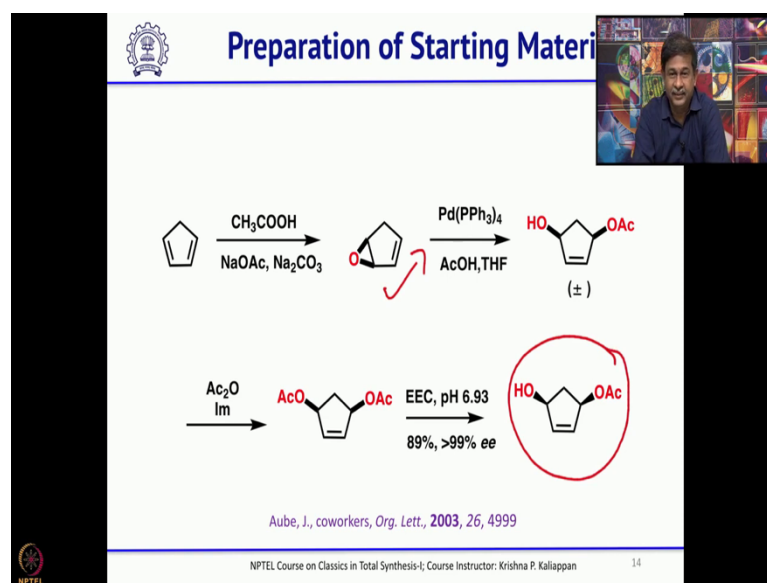 Preparation of Starting Materi
CH₃COOH
NaOAc, Na₂CO₃
O
Pd(PPh₃)₄
AcOH,THF
HO
OAc
(±)
Ac₂O
Im
AcO
OAc
EEC, pH 6.93
89%, >99% ee
HO
OAc
Aube, J., coworkers, Org. Lett., 2003, 26, 4999
NPTEL Course on Classics in Total Synthesis-I; Course Instructor: Krishna P. Kaliappan
14
NPTEL